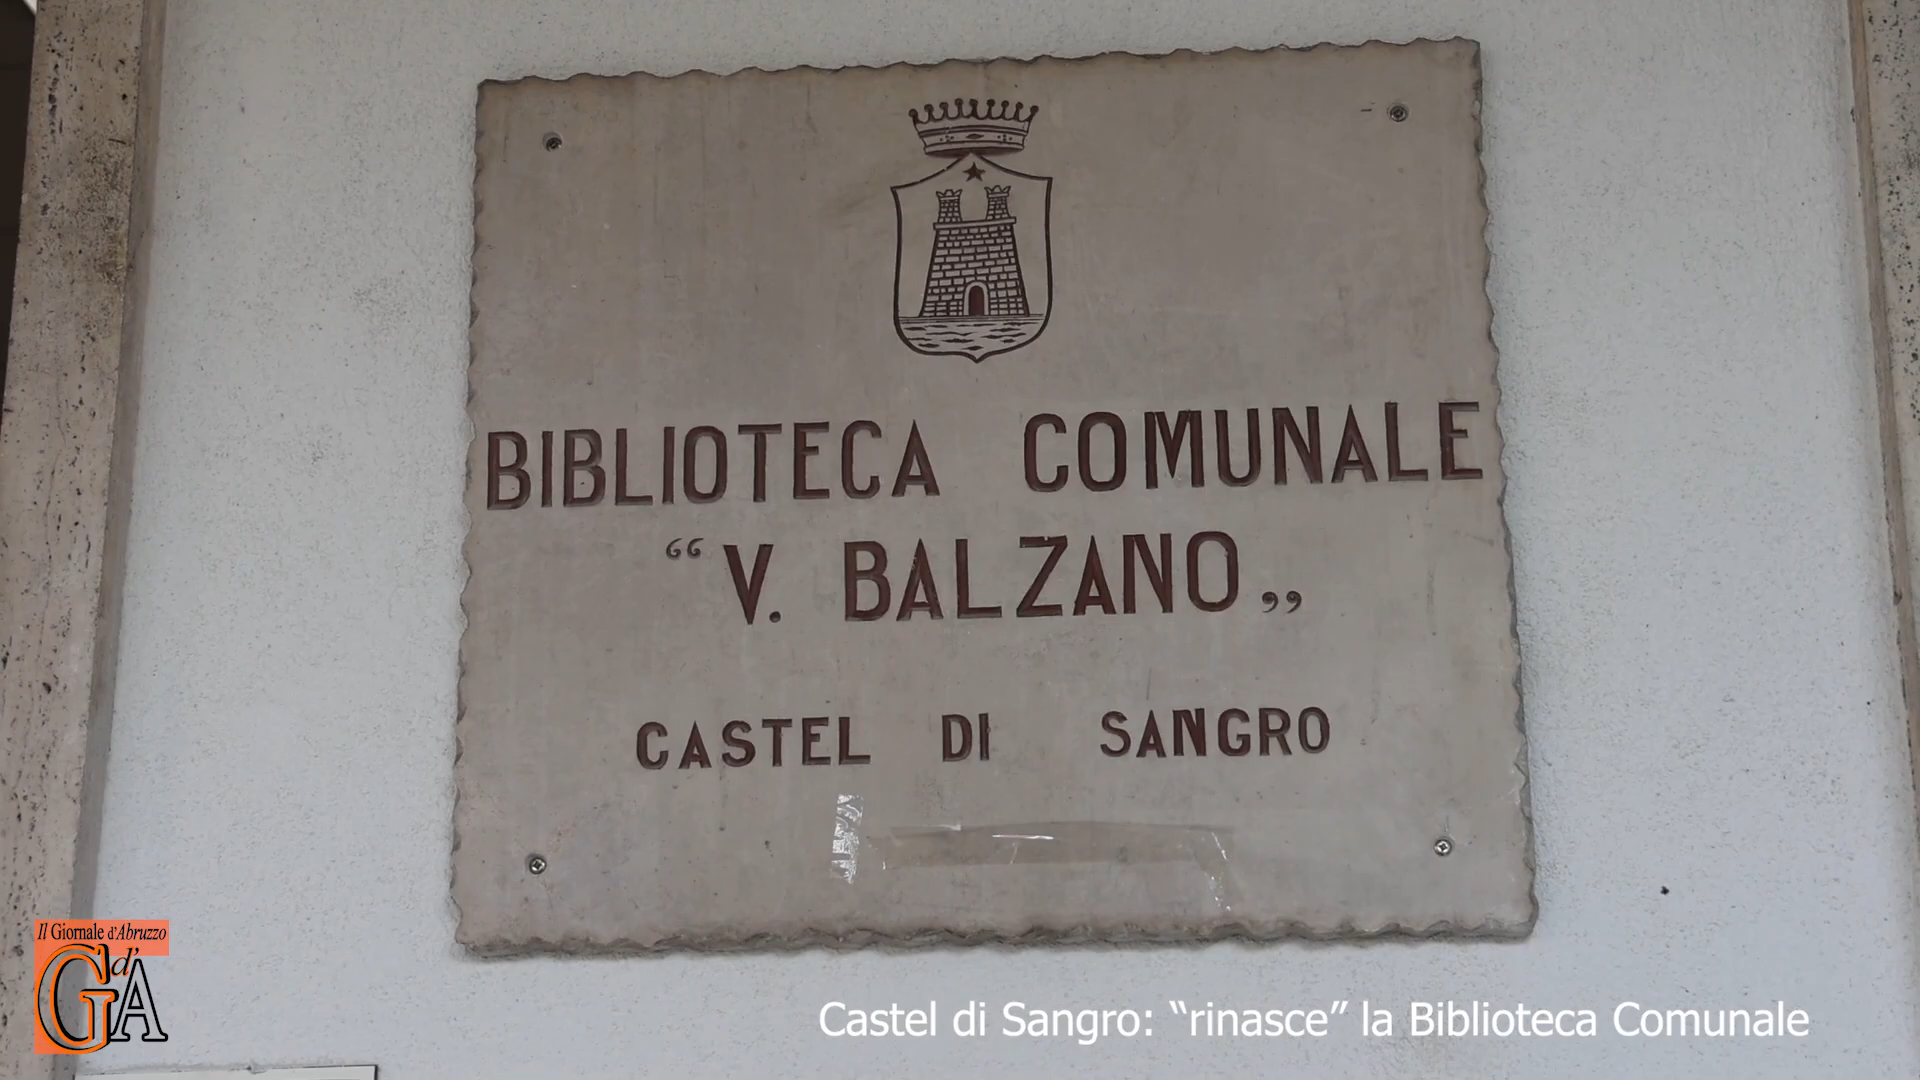 BIBLIOTECA COMUNALE
“ V. BALZANO „
CASTEL DI SANGRO
Il Giornale d'Abruzzo
G d'A
Castel di Sangro: “rinasce” la Biblioteca Comunale